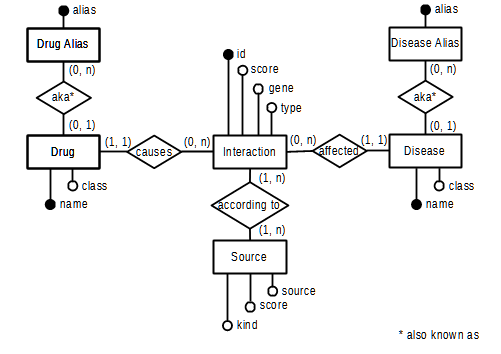 alias
alias
Drug Alias
Disease Alias
(0, n)
(0, n)
id
score
aka*
gene
aka*
type
(0, 1)
(0, 1)
(1, 1)
(0, n)
(0, n)
(1, 1)
Drug
causes
Interaction
affected
Disease
(1, n)
class
class
name
according to
name
(1, n)
Source
source
score
kind
* also known as